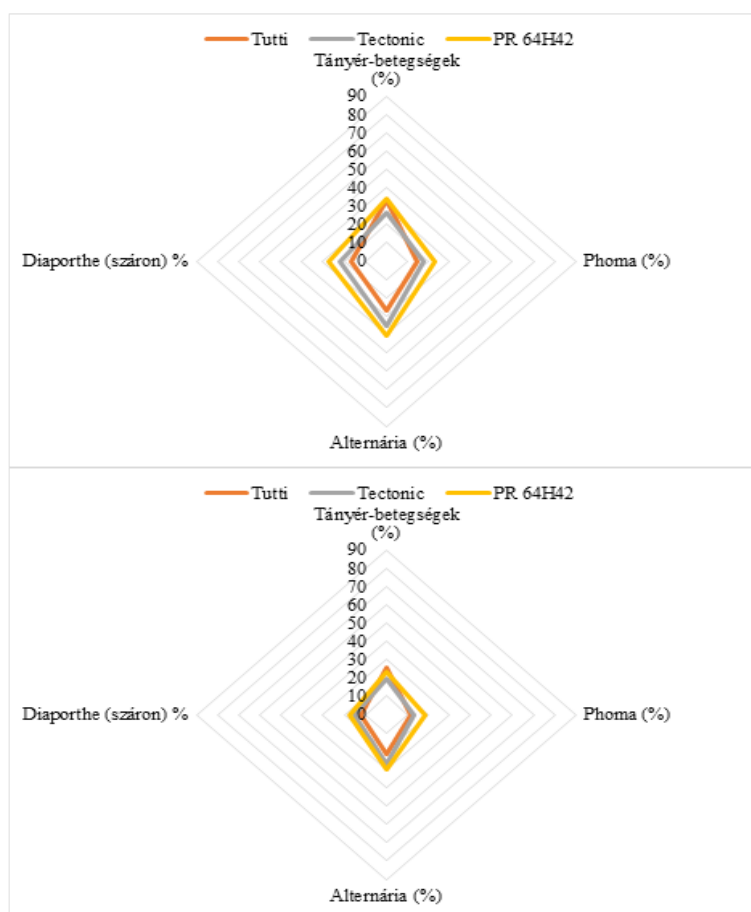 Tutti Tectonic PR 64H42
Tányér-betegségek
(%)
90
80
70
60
50
40
30
20
10
0
Diaporthe (száron) %
Phoma (%)
Alternária (%)
Tutti Tectonic PR 64H42
Tányér-betegségek
(%)
90
80
70
60
50
40
30
20
10
0
Diaporthe (száron) %
Phoma (%)
Alternária (%)